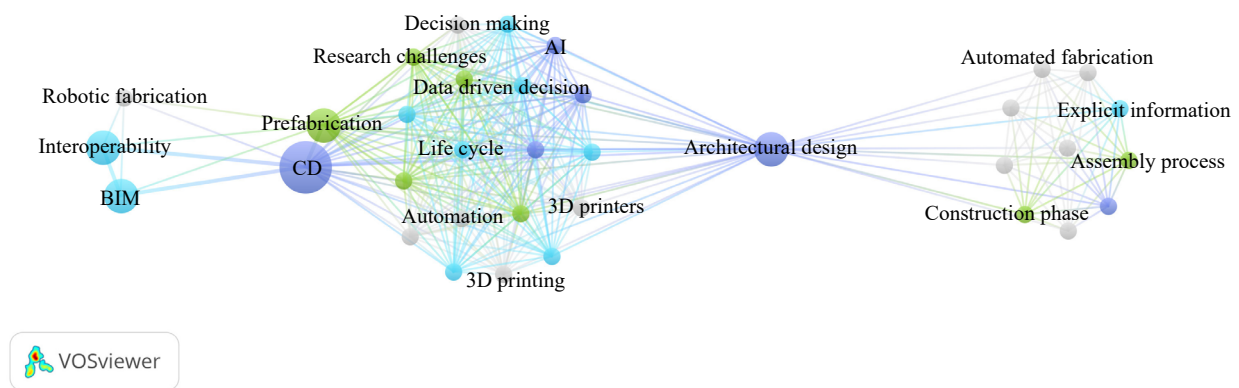 Decision making
AI
Research challenges
Automated fabrication
Data driven decision
Robotic fabrication
Explicit information
Prefabrication
Interoperability
Life cycle
Architectural design
Assembly process
CD
BIM
3D printers
Automation
Construction phase
3D printing
VOSviewer